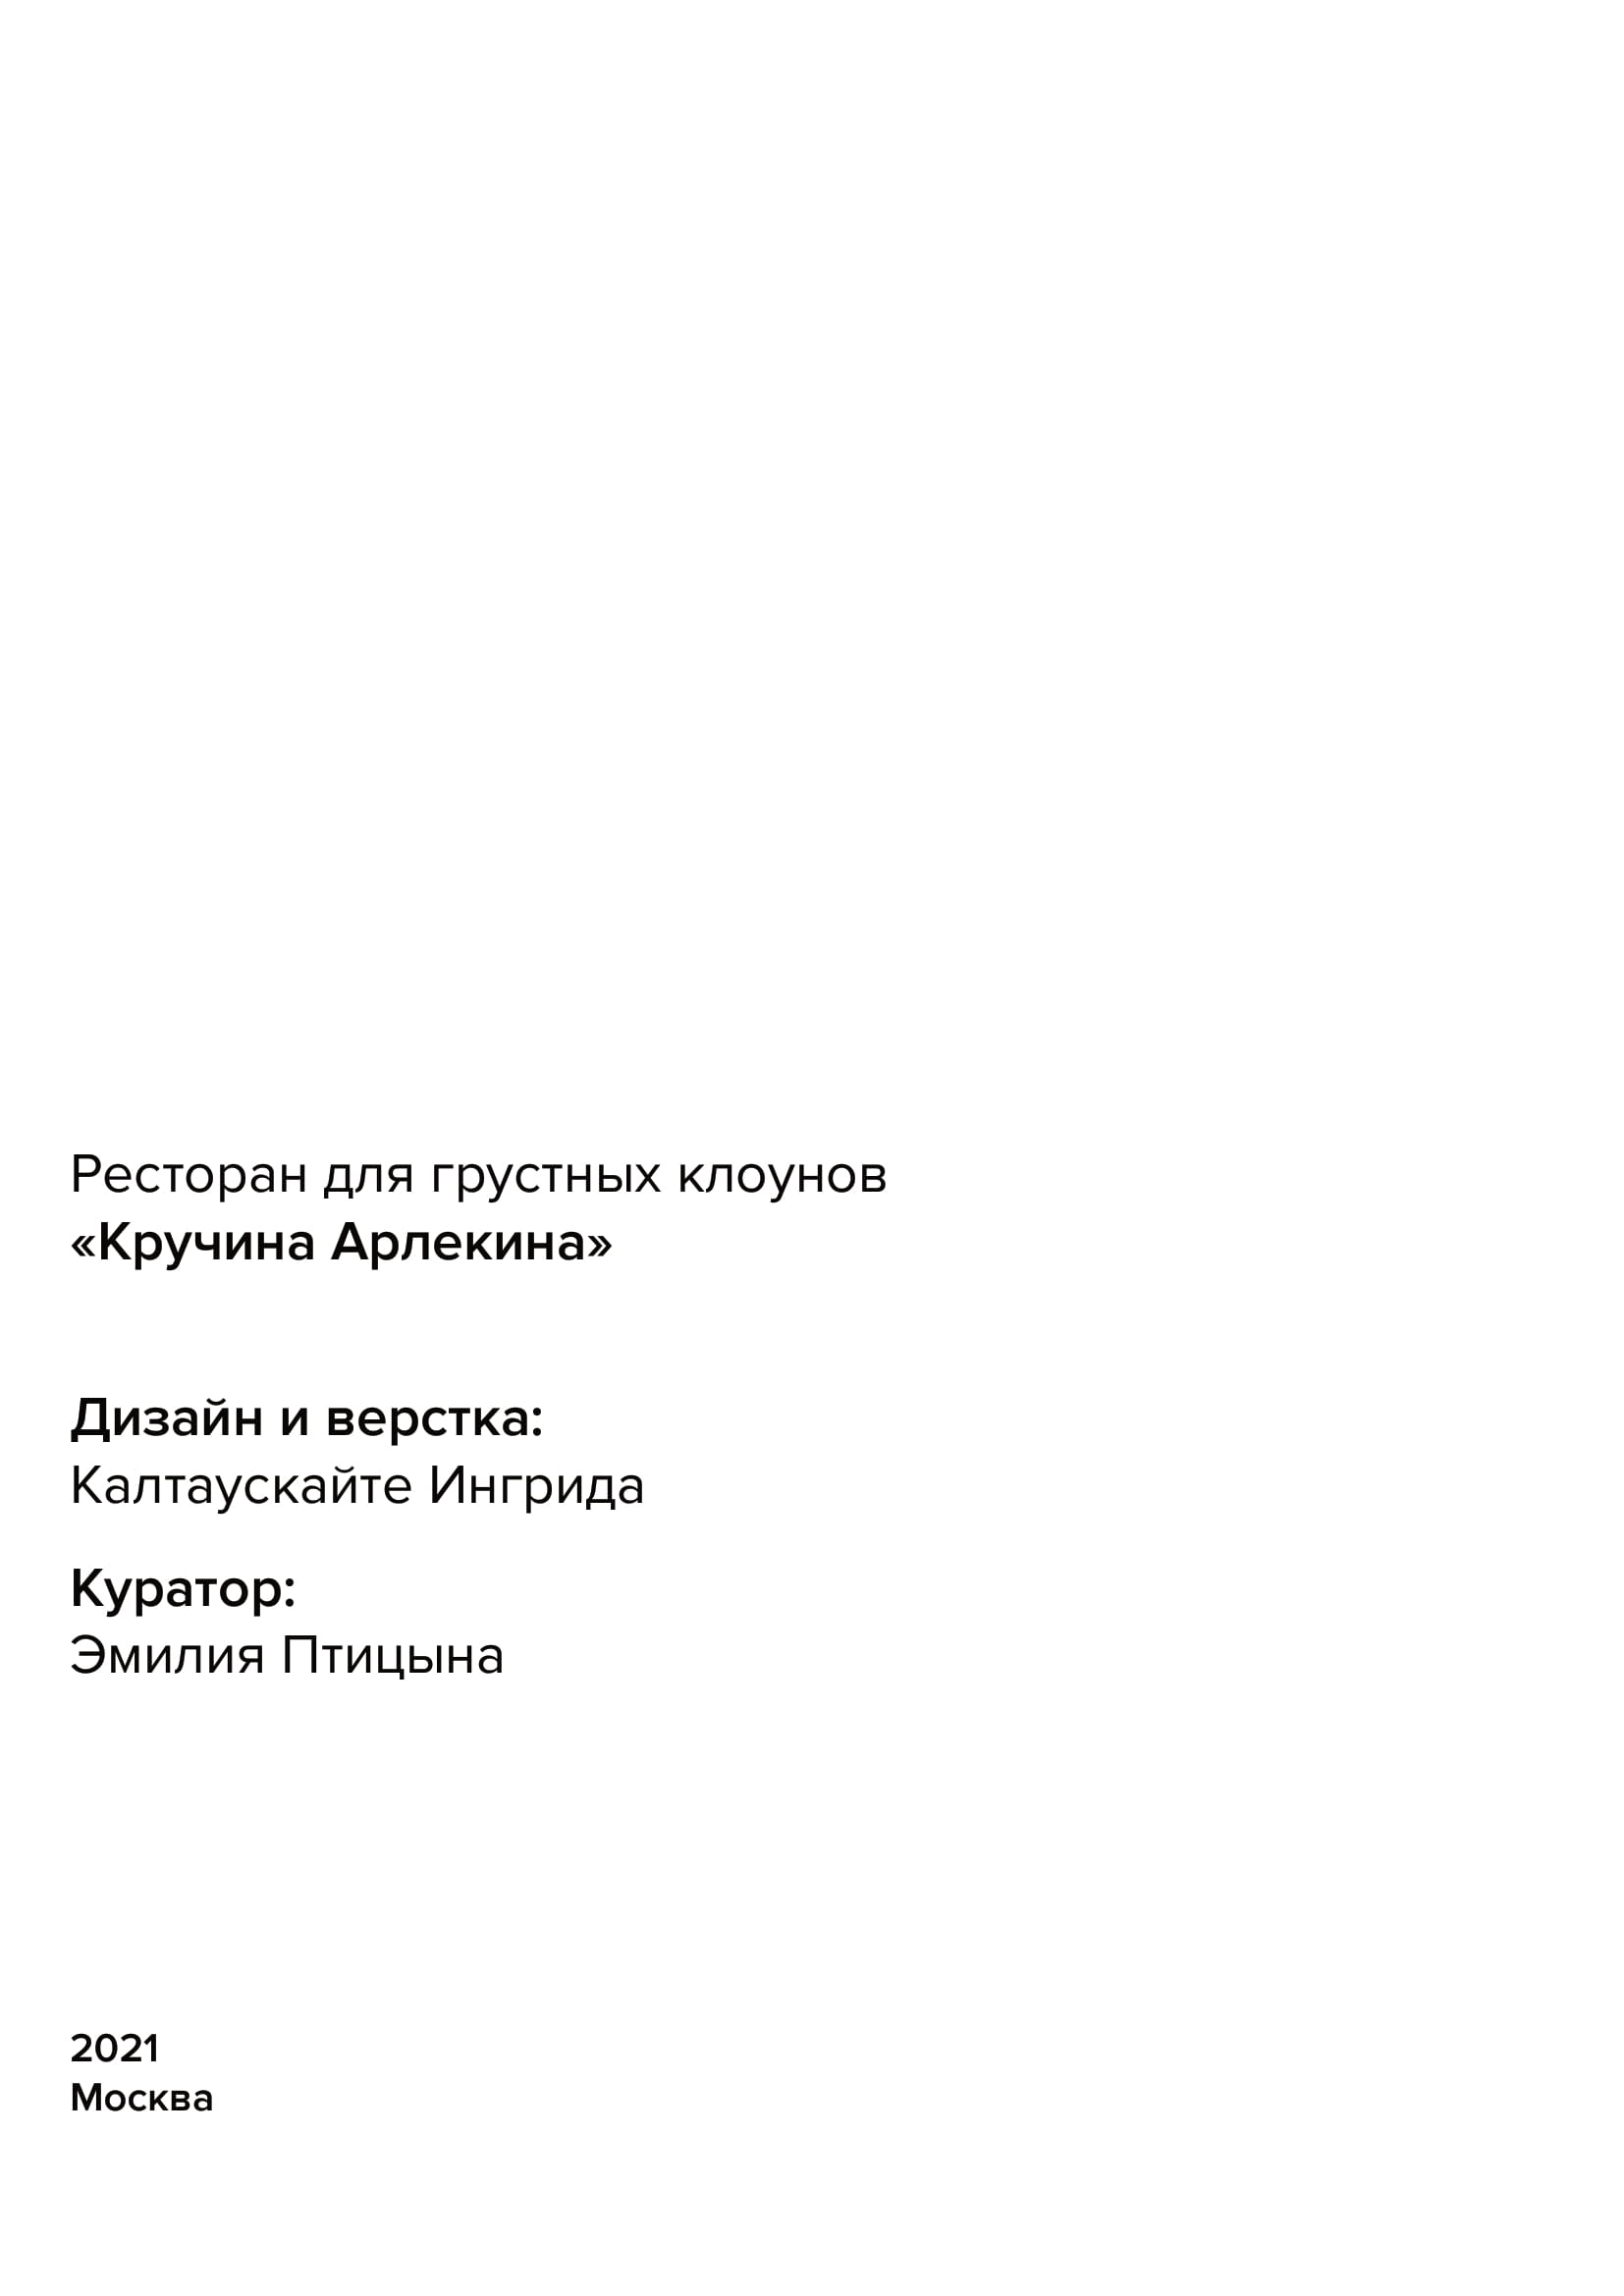 Ресторан для грустных клоунов
«Кручина Арлекина»
Дизайн и верстка:
Калтаускайте Ингрида
Куратор:
Эмилия Птицына
2021
Москва